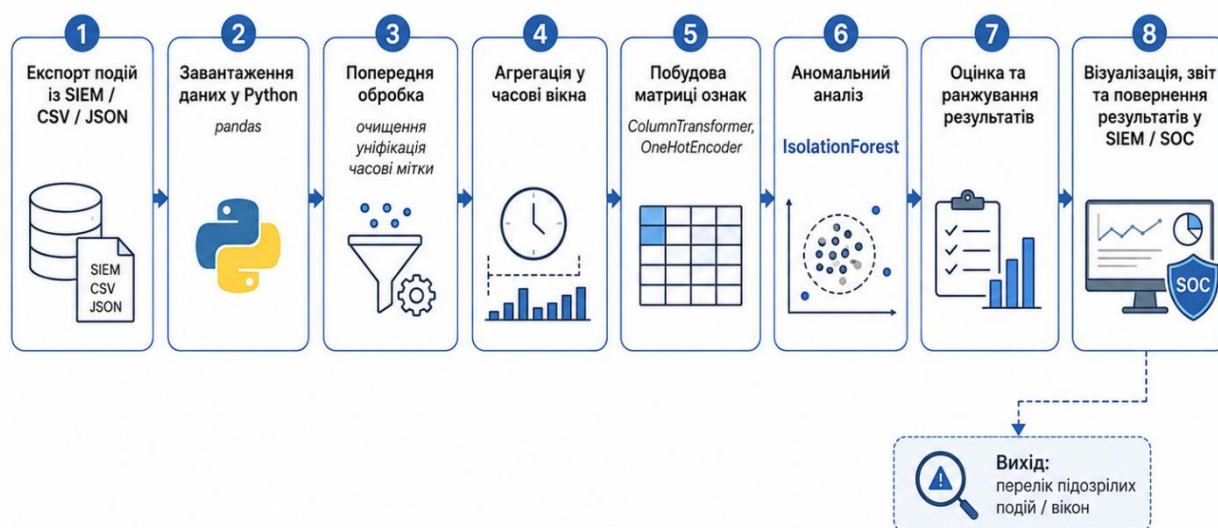 1
Експорт подій
із SIEM /
CSV / JSON
SIEM
CSV
JSON
2
Завантаження
даних у Python
pandas
3
Попередня
обробка
очищення
уніфікація
часові мітки
4
Агрегація у
часові вікна
5
Побудова
матриці ознак
ColumnTransformer,
OneHotEncoder
6
Аномальний
аналіз
IsolationForest
7
Оцінка та
ранжування
результатів
8
Візуалізація, звіт
та повернення
результатів у
SIEM / SOC
SOC
Вихід:
перелік підозрілих
подій / вікон